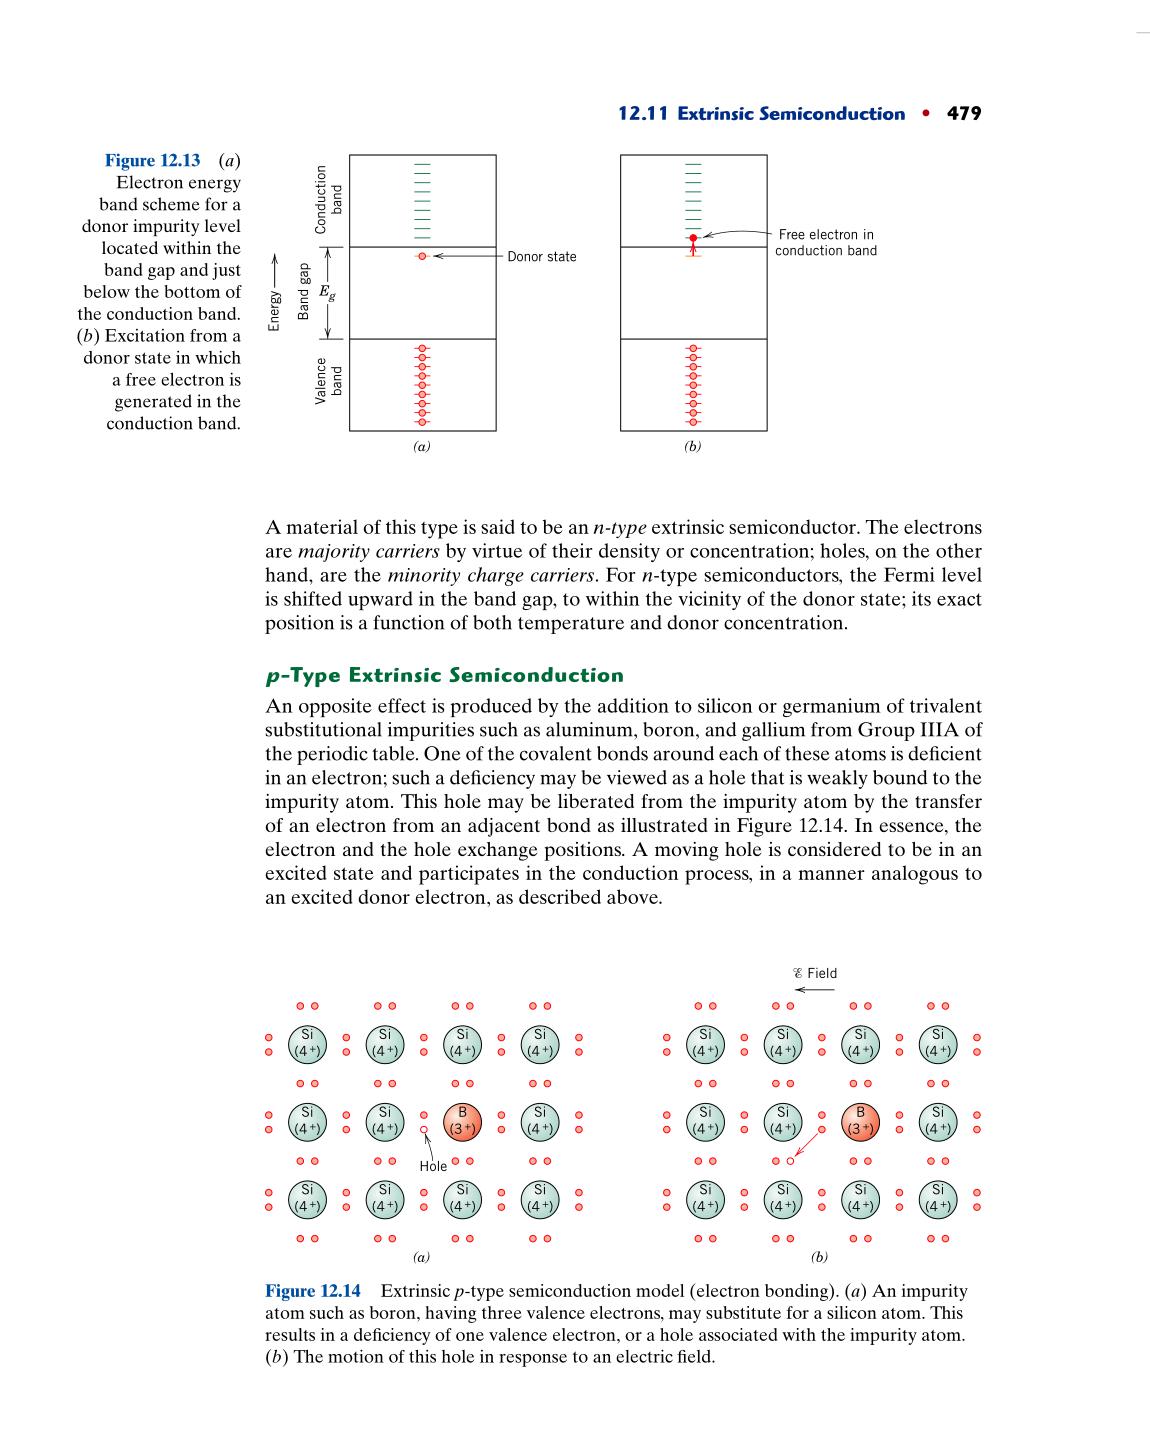 12.11 Extrinsic Semiconduction • 479
Figure 12.13 (a)
Electron energy
band scheme for a
donor impurity level
located within the
band gap and just
below the bottom of
the conduction band.
(b) Excitation from a
donor state in which
a free electron is
generated in the
conduction band.
Energy
Conduction
band
Band gap
Eg
Valence
band
Donor state
(a)
Free electron in
conduction band
(b)
A material of this type is said to be an n-type extrinsic semiconductor. The electrons
are majority carriers by virtue of their density or concentration; holes, on the other
hand, are the minority charge carriers. For n-type semiconductors, the Fermi level
is shifted upward in the band gap, to within the vicinity of the donor state; its exact
position is a function of both temperature and donor concentration.
p-Type Extrinsic Semiconduction
An opposite effect is produced by the addition to silicon or germanium of trivalent
substitutional impurities such as aluminum, boron, and gallium from Group IIIA of
the periodic table. One of the covalent bonds around each of these atoms is deficient
in an electron; such a deficiency may be viewed as a hole that is weakly bound to the
impurity atom. This hole may be liberated from the impurity atom by the transfer
of an electron from an adjacent bond as illustrated in Figure 12.14. In essence, the
electron and the hole exchange positions. A moving hole is considered to be in an
excited state and participates in the conduction process, in a manner analogous to
an excited donor electron, as described above.
ℰ Field
Si Si Si Si
(4+) (4+) (4+) (4+)
Si Si B Si
(4+) (4+) (3+) (4+)
Hole
Si Si Si Si
(4+) (4+) (4+) (4+)
(a)
Si Si Si Si
(4+) (4+) (4+) (4+)
Si Si B Si
(4+) (4+) (3+) (4+)
Si Si Si Si
(4+) (4+) (4+) (4+)
(b)
Figure 12.14 Extrinsic p-type semiconduction model (electron bonding). (a) An impurity
atom such as boron, having three valence electrons, may substitute for a silicon atom. This
results in a deficiency of one valence electron, or a hole associated with the impurity atom.
(b) The motion of this hole in response to an electric field.